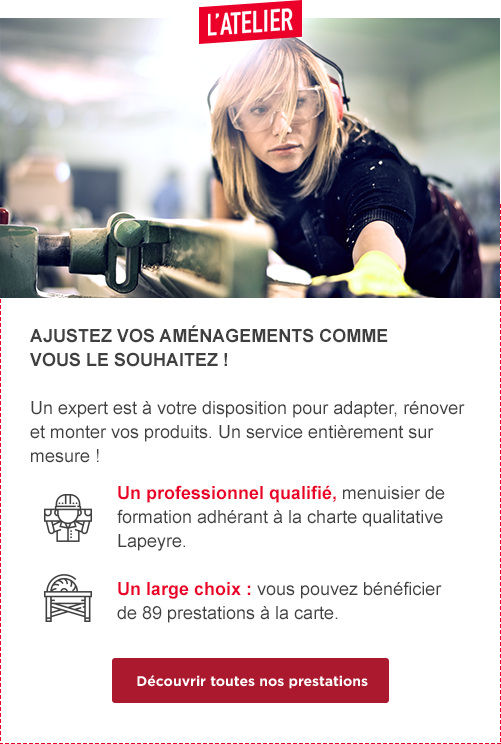 L'ATELIER
AJUSTEZ VOS AMÉNAGEMENTS COMME
VOUS LE SOUHAITEZ !
Un expert est à votre disposition pour adapter, rénover
et monter vos produits. Un service entièrement sur
mesure !
Un professionnel qualifié, menuisier de
formation adhérant à la charte qualitative
Lapeyre.
Un large choix : vous pouvez bénéficier
de 89 prestations à la carte.
Découvrir toutes nos prestations